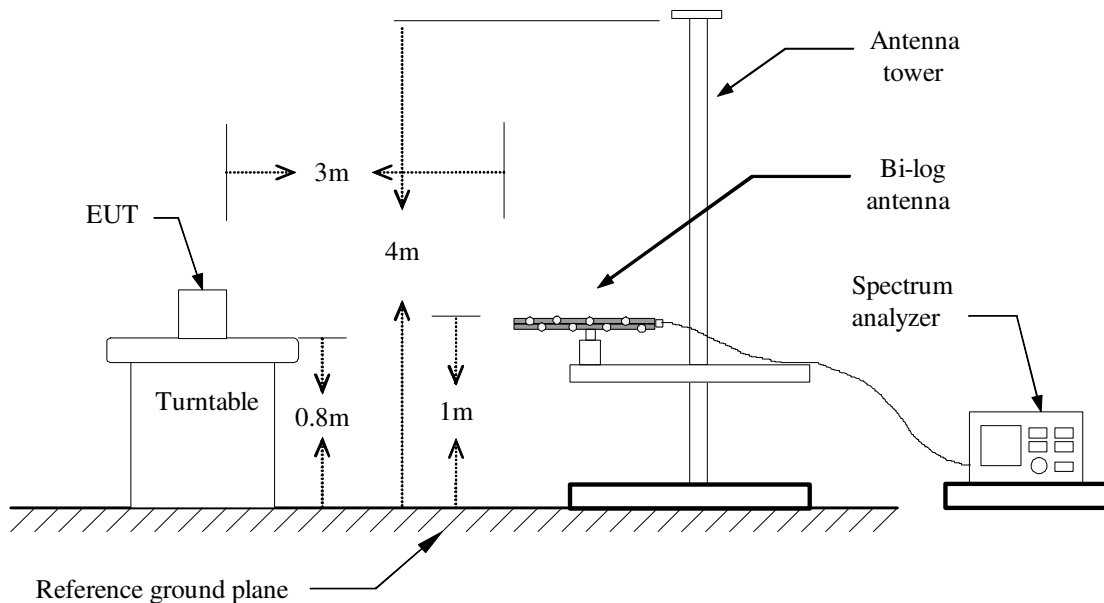 Antenna
tower
3m
Bi-log
antenna
EUT
4m
Spectrum
analyzer
Turntable
0.8m
1m
Reference ground plane